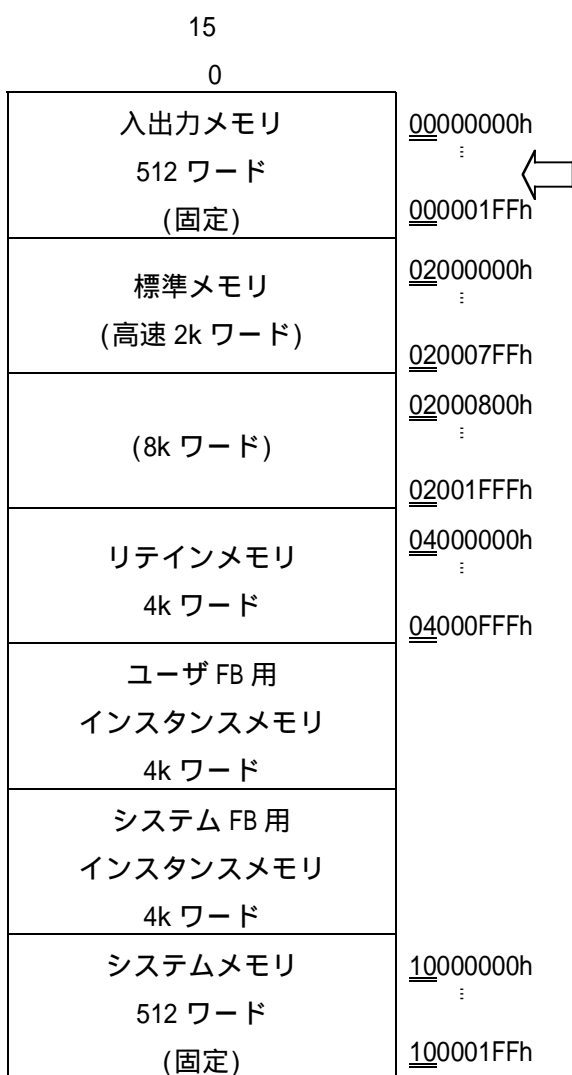 15
0
入出力メモリ
512 ワード
(固定)
00000000h
⋮
000001FFh
標準メモリ
(高速 2k ワード)
02000000h
⋮
020007FFh
(8k ワード)
02000800h
⋮
02001FFFh
リテインメモリ
4k ワード
04000000h
⋮
04000FFFh
ユーザ FB 用
インスタンスメモリ
4k ワード
システム FB 用
インスタンスメモリ
4k ワード
システムメモリ
512 ワード
(固定)
10000000h
⋮
100001FFh